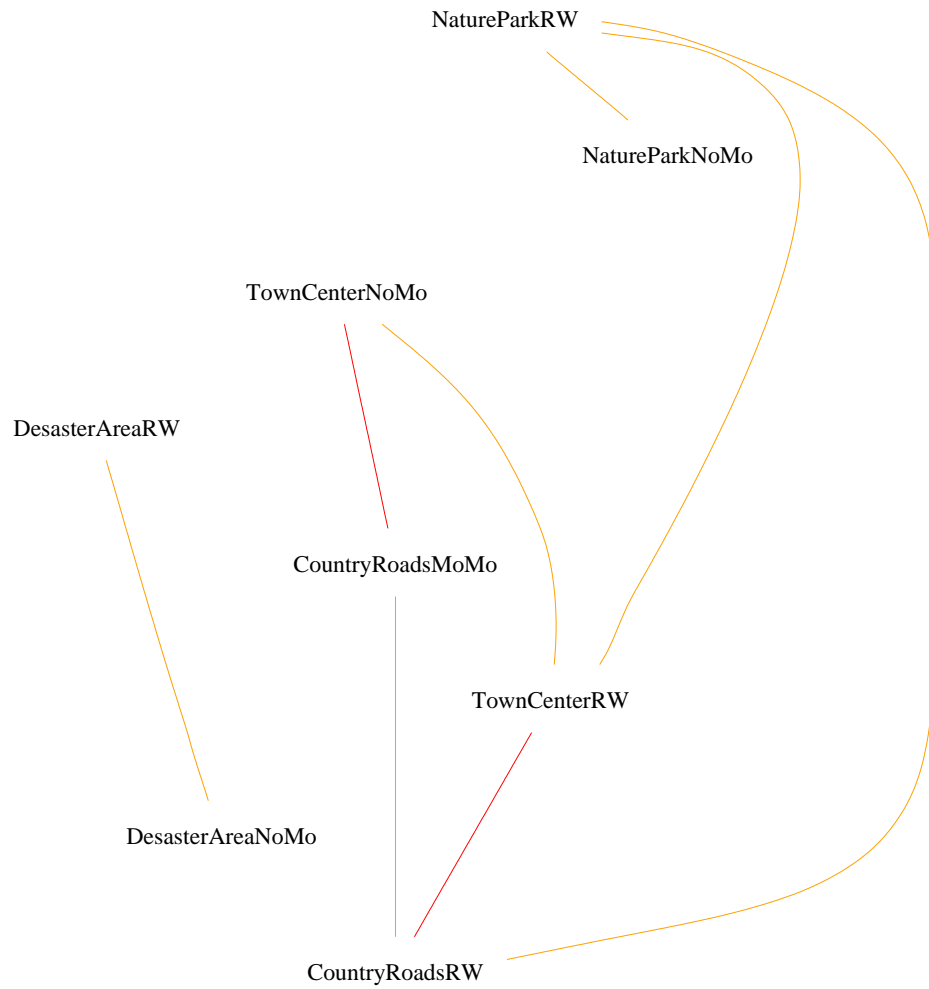 NatureParkRW
NatureParkNoMo
TownCenterNoMo
DesasterAreaRW
CountryRoadsMoMo
TownCenterRW
DesasterAreaNoMo
CountryRoadsRW